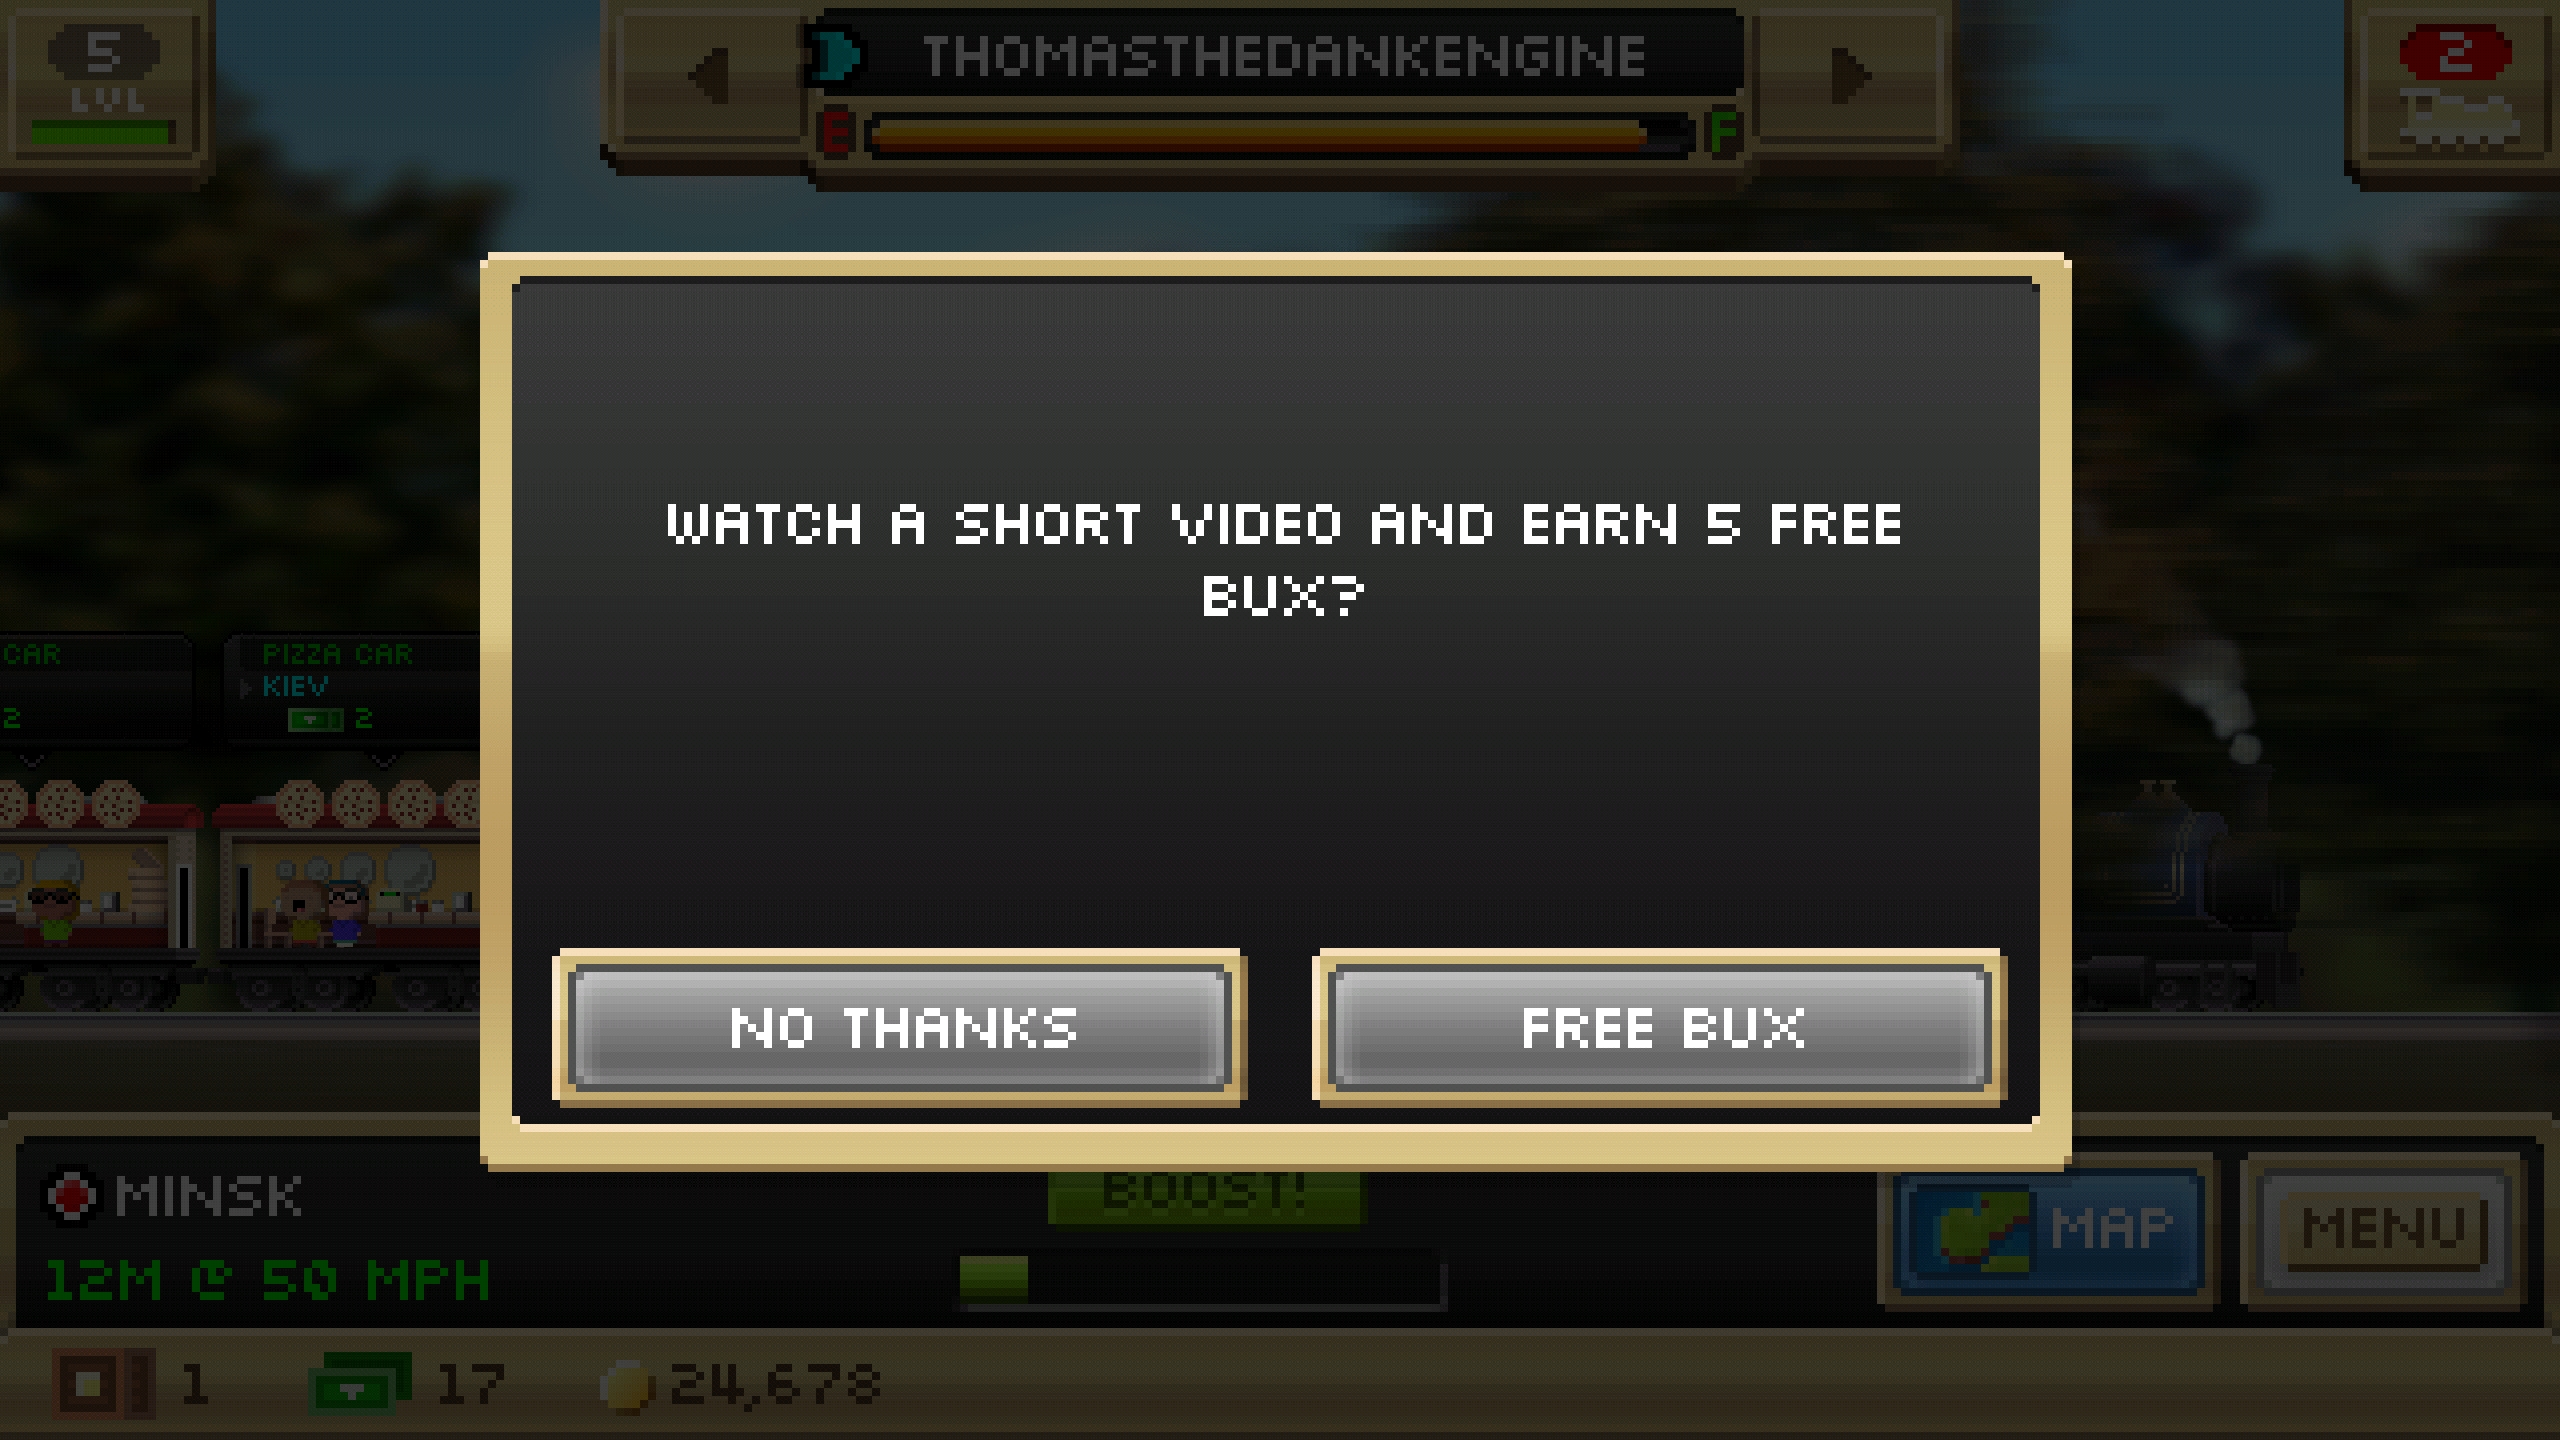 5
LVL
THOMASTHEDANKENGINE
E
F
2
WATCH A SHORT VIDEO AND EARN 5 FREE
BUX?
CAR
2
PIZZA CAR
KIEV
2
NO THANKS
FREE BUX
MINSK
12M @ 50 MPH
BOOST!
MAP
MENU
1
17
24,678